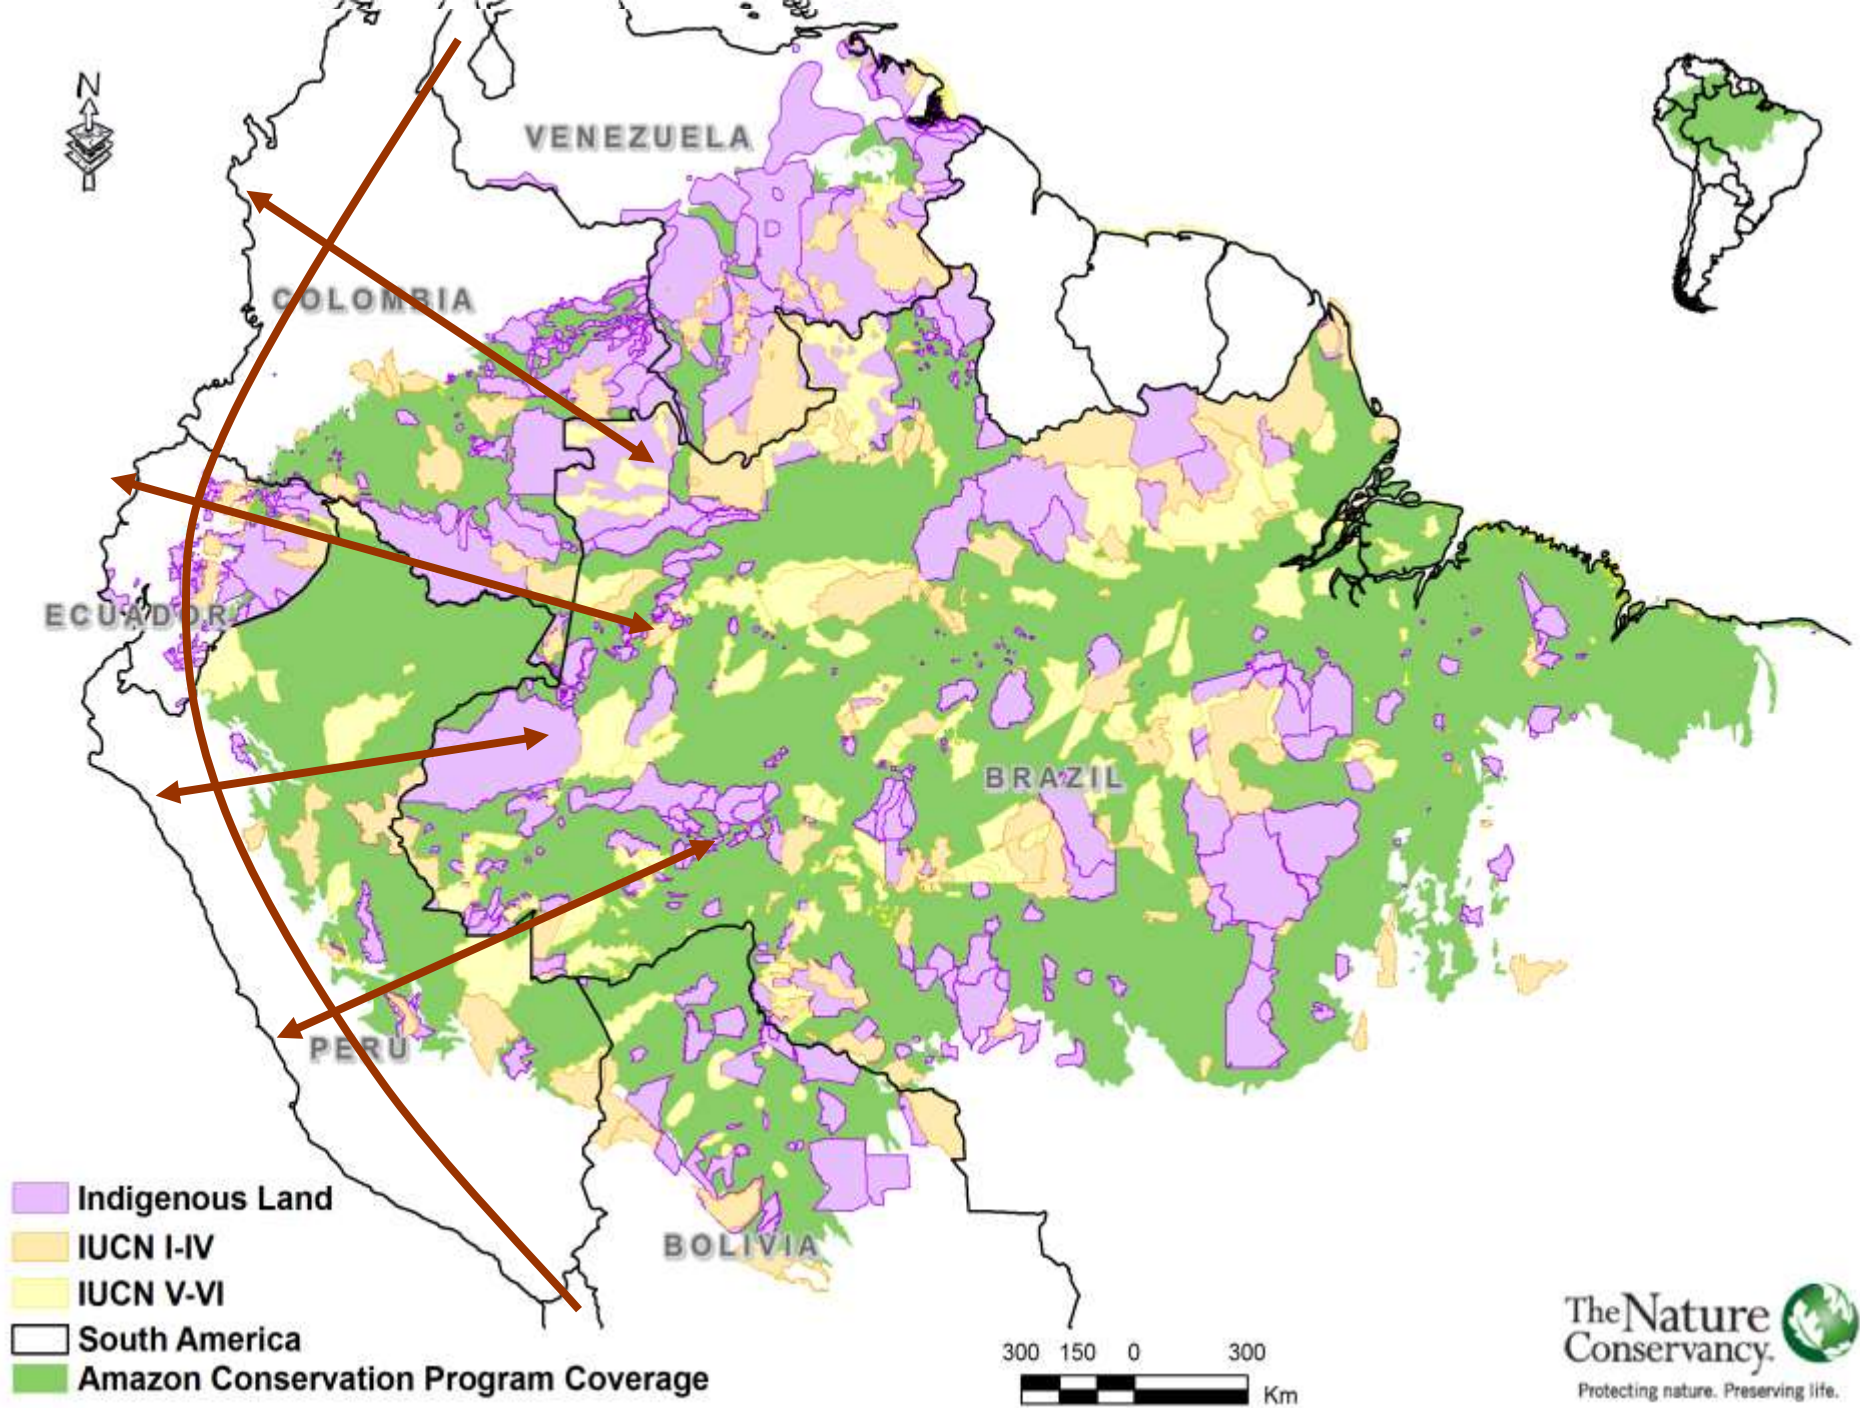 N
VENEZUELA
COLOMBIA
ECUADOR
BRAZIL
PERÚ
BOLIVIA
Indigenous Land
IUCN I-IV
IUCN V-VI
South America
Amazon Conservation Program Coverage
300 150 0 300
Km
The Nature
Conservancy.
Protecting nature. Preserving life.